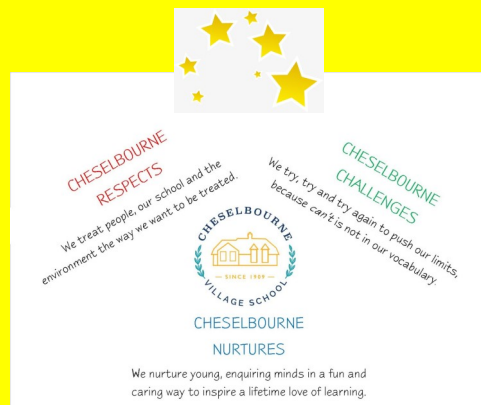 CHESELBOURNE
RESPECTS
We treat people, our school and the
environment the way we want to be treated.
CHESELBOURNE
CHALLENGES
We try, try and try again to push our limits,
because can't is not in our vocabulary.
CHESELBOURNE
SINCE 1989
VILLAGE SCHOOL
CHESELBOURNE
NURTURES
We nurture young, enquiring minds in a fun and
caring way to inspire a lifetime love of learning.